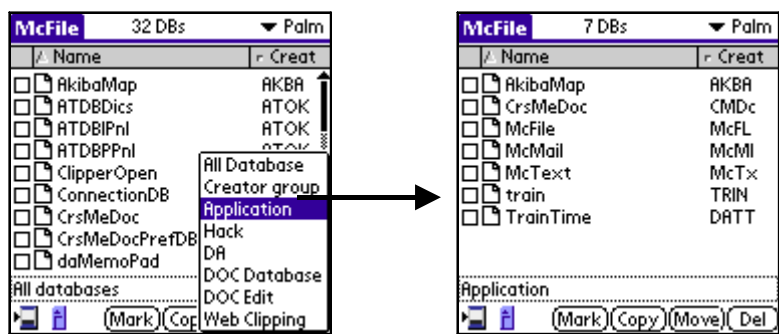 McFile 32 DBs Palm
Name Creat
AkibaMap AKBA
ATDBDics ATOK
ATDBIPnl ATOK
ATDBPPnl ATOK
ClipperOpen
ConnectionDB
CrsMeDoc
CrsMeDocPrefDB
daMemoPad
All Database
Creator group
Application
Hack
DA
DOC Database
DOC Edit
Web Clipping
All databases
Mark Cop
McFile 7 DBs Palm
Name Creat
AkibaMap AKBA
CrsMeDoc CMDc
McFile McFL
McMail McMl
McText McTx
train TRIN
TrainTime DATT
Application
Mark Copy Move Del